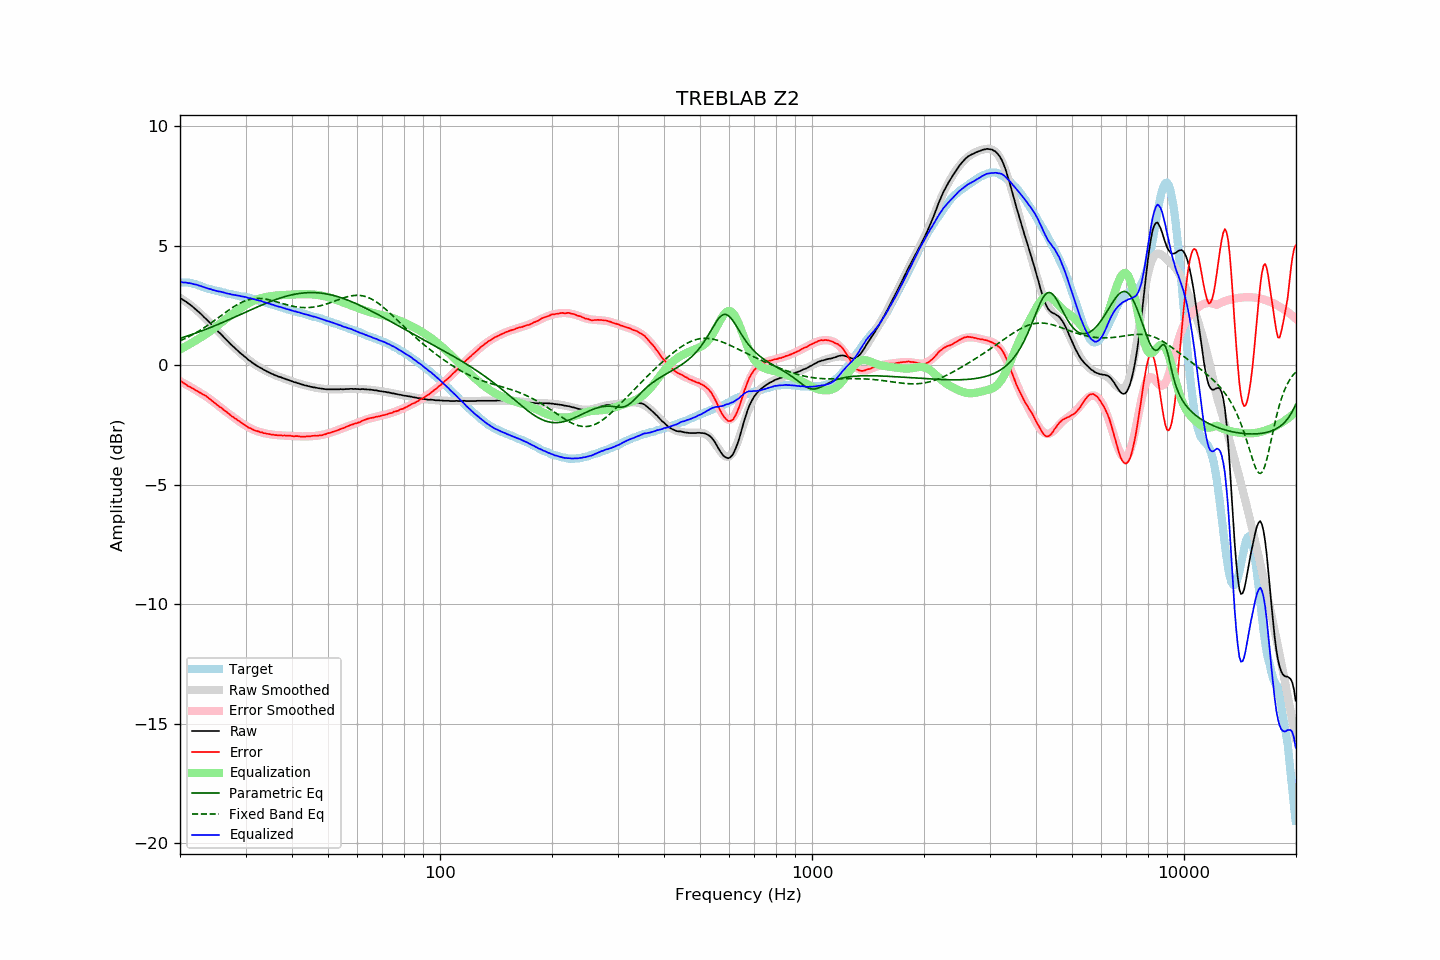 TREBLAB Z2
10
5
0
−5
−10
−15
−20
Amplitude (dBr)
100
1000
10000
Frequency (Hz)
Target
Raw Smoothed
Error Smoothed
Raw
Error
Equalization
Parametric Eq
Fixed Band Eq
Equalized